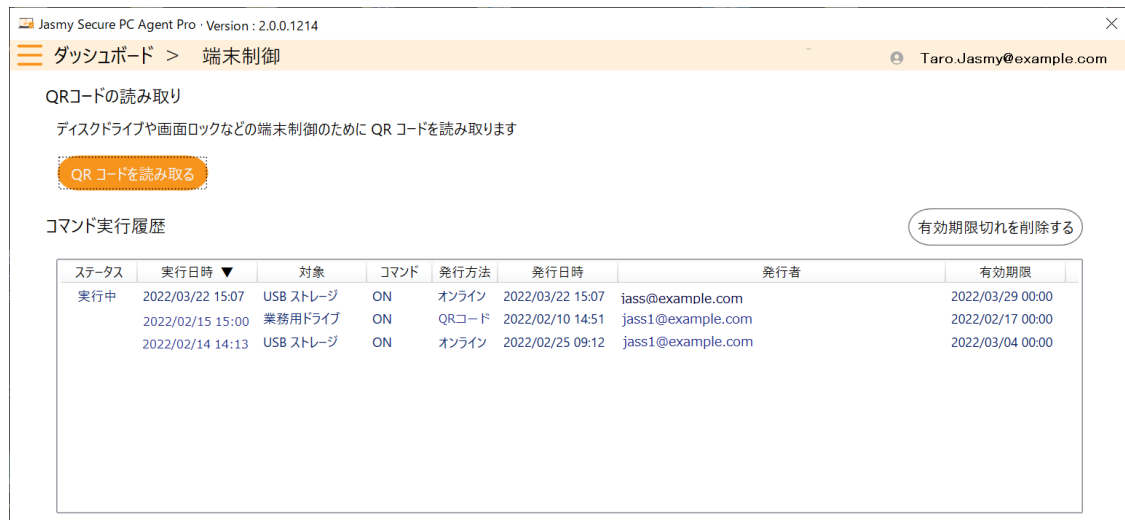 Jasmy Secure PC Agent Pro · Version : 2.0.0.1214
ダッシュボード > 端末制御 Taro.Jasmy@example.com
QRコードの読み取り
ディスクドライブや画面ロックなどの端末制御のために QR コードを読み取ります
QR コードを読み取る
コマンド実行履歴 有効期限切れを削除する
ステータス 実行日時 ▼ 対象 コマンド 発行方法 発行日時 発行者 有効期限
実行中 2022/03/22 15:07 USB ストレージ ON オンライン 2022/03/22 15:07 jass@example.com 2022/03/29 00:00
2022/02/15 15:00 業務用ドライブ ON QRコード 2022/02/10 14:51 jass1@example.com 2022/02/17 00:00
2022/02/14 14:13 USB ストレージ ON オンライン 2022/02/25 09:12 jass1@example.com 2022/03/04 00:00